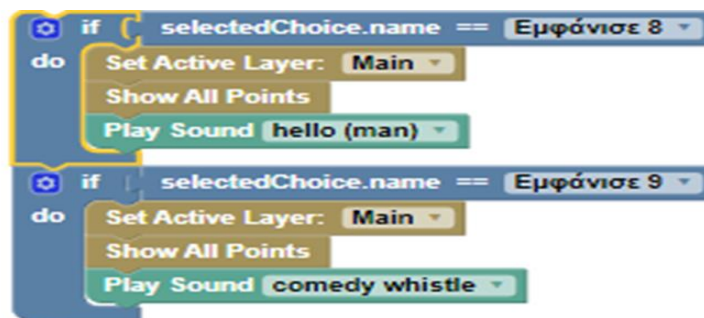 if selectedChoice.name == Εμφάνισε 8
do Set Active Layer: Main
Show All Points
Play Sound hello (man)
if selectedChoice.name == Εμφάνισε 9
do Set Active Layer: Main
Show All Points
Play Sound comedy whistle